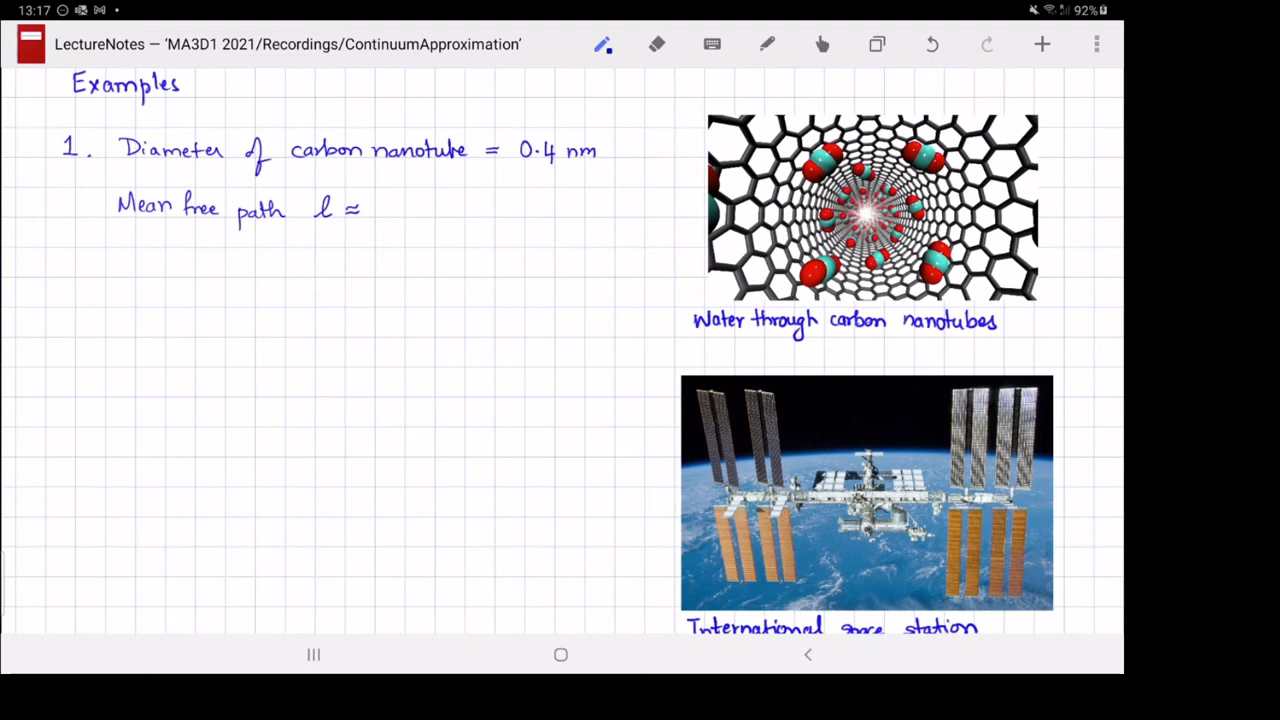 13:17
92%
LectureNotes — ‘MA3D1 2021/Recordings/ContinuumApproximation’
Examples
1. Diameter of carbon nanotube = 0.4 nm
Mean free path l ≈
Water through carbon nanotubes
International space station